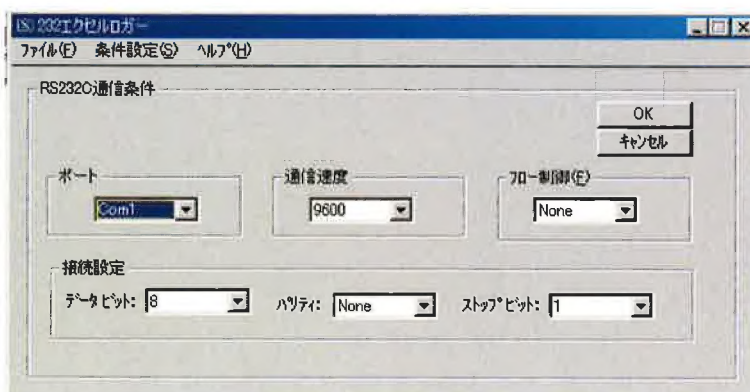 232エクセルロガー
ファイル(F) 条件設定(S) ヘルプ(H)
RS232C通信条件
OK
キャンセル
ポート
通信速度
フロー制御(F)
Com1
9600
None
接続設定
データビット: 8 パリティ: None ストップビット: 1